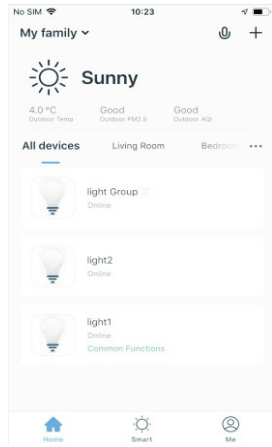 No SIM 10:23
My family
Sunny
4.0 °C Good Good
Outdoor Temp Outdoor PM2.5 Outdoor AQI
All devices Living Room Bedroom ...
light Group
Online
light2
Online
light1
Online
Common Functions
Home Smart Me